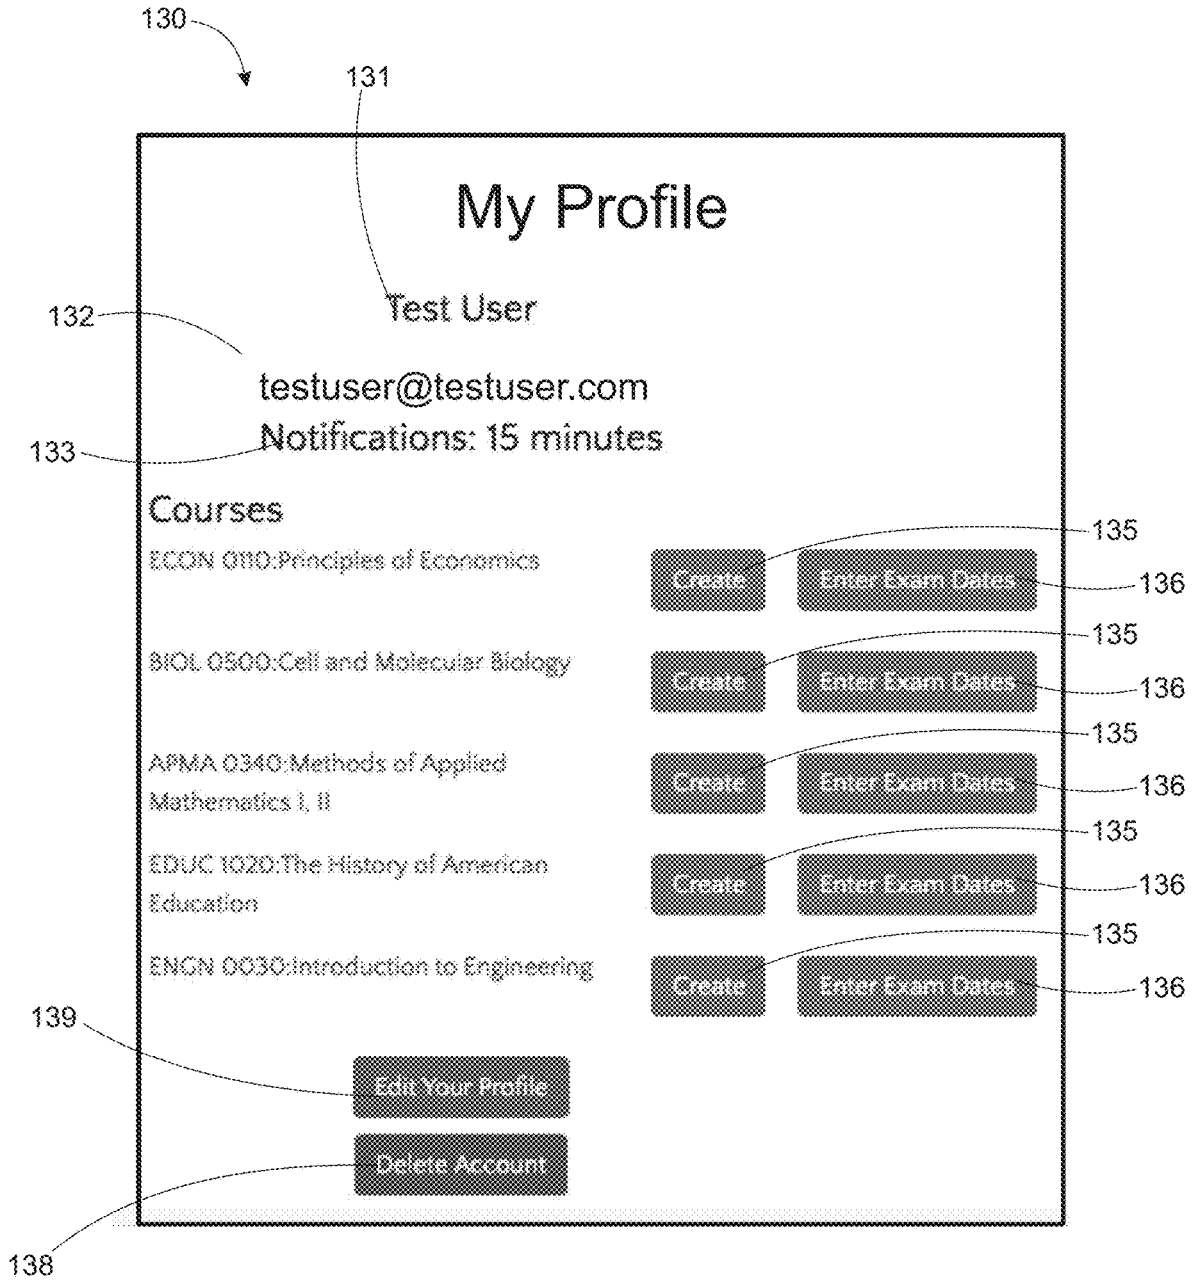 130
131
My Profile
Test User
132
testuser@testuser.com
Notifications: 15 minutes
133
Courses
135
ECON 0110:Principles of Economics
Create
Enter Exam Dates
136
135
BIOL 0500:Cell and Molecular Biology
Create
Enter Exam Dates
136
135
APMA 0340:Methods of Applied
Mathematics I, II
Create
Enter Exam Dates
136
135
EDUC 1020:The History of American
Education
Create
Enter Exam Dates
136
135
ENGN 0030:Introduction to Engineering
Create
Enter Exam Dates
136
139
Edit Your Profile
Delete Account
138